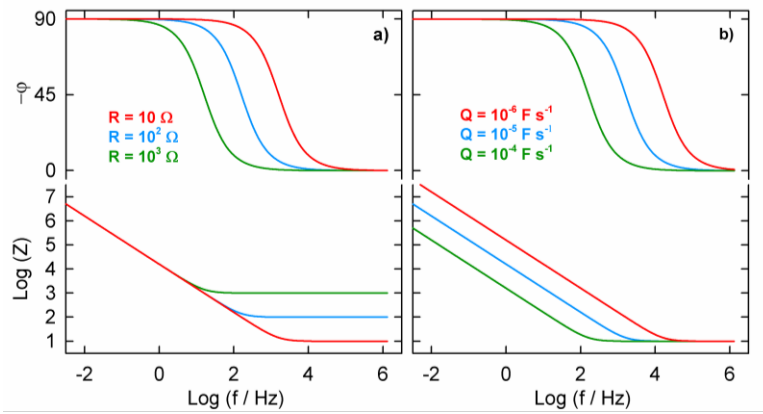 90
45
0
−φ
a)
R = 10 Ω
R = 10² Ω
R = 10³ Ω
b)
Q = 10⁻⁶ F s⁻¹
Q = 10⁻⁵ F s⁻¹
Q = 10⁻⁴ F s⁻¹
7
6
5
4
3
2
1
Log (Z)
-2 0 2 4 6
Log (f / Hz)
-2 0 2 4 6
Log (f / Hz)